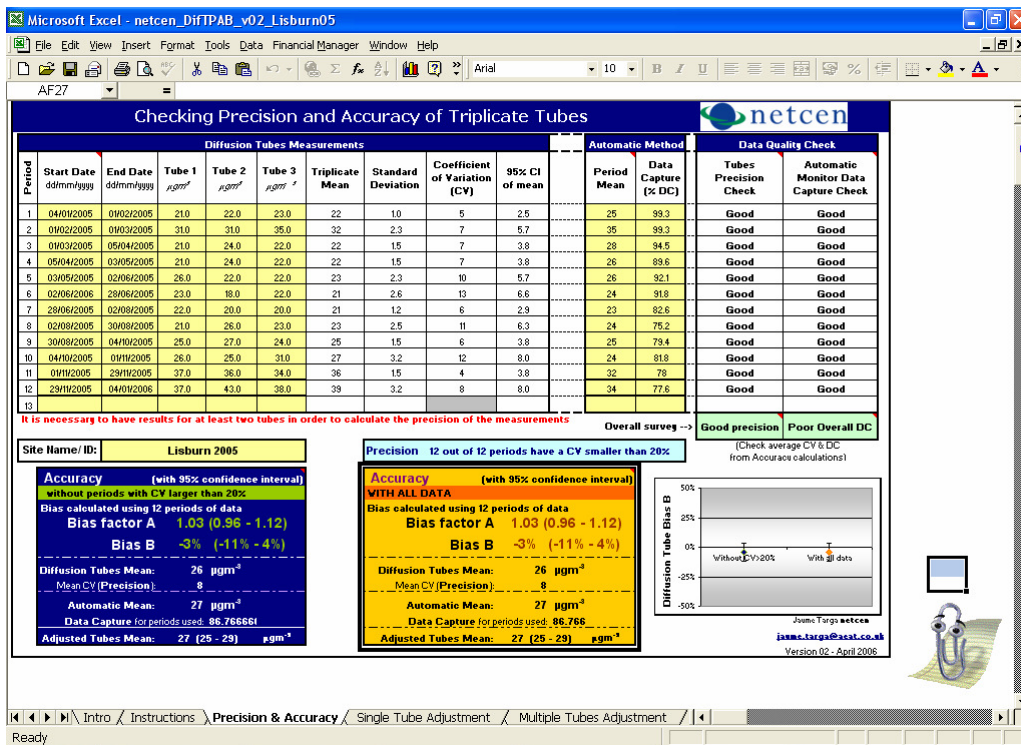 Microsoft Excel - netcen_DifTPAB_v02_Lisburn05
File Edit View Insert Format Tools Data Financial Manager Window Help
Arial 10 B I U
AF27 =
Checking Precision and Accuracy of Triplicate Tubes netcen
Diffusion Tubes Measurements Automatic Method Data Quality Check
Period Start Date dd/mm/yyyy End Date dd/mm/yyyy Tube 1 µgm⁻³ Tube 2 µgm⁻³ Tube 3 µgm⁻³ Triplicate Mean Standard Deviation Coefficient of Variation (CV) 95% CI of mean Period Mean Data Capture (% DC) Tubes Precision Check Automatic Monitor Data Capture Check
1 04/01/2005 01/02/2005 21.0 22.0 23.0 22 1.0 5 2.5 25 99.3 Good Good
2 01/02/2005 01/03/2005 31.0 31.0 35.0 32 2.3 7 5.7 35 99.3 Good Good
3 01/03/2005 05/04/2005 21.0 24.0 22.0 22 1.5 7 3.8 28 94.5 Good Good
4 05/04/2005 03/05/2005 21.0 24.0 22.0 22 1.5 7 3.8 26 89.6 Good Good
5 03/05/2005 02/06/2005 26.0 22.0 22.0 23 2.3 10 5.7 26 92.1 Good Good
6 02/06/2006 28/06/2005 23.0 18.0 22.0 21 2.6 13 6.6 24 91.8 Good Good
7 28/06/2005 02/08/2005 22.0 20.0 20.0 21 1.2 6 2.9 23 82.6 Good Good
8 02/08/2005 30/08/2005 21.0 26.0 23.0 23 2.5 11 6.3 24 75.2 Good Good
9 30/08/2005 04/10/2005 25.0 27.0 24.0 25 1.5 6 3.8 25 79.4 Good Good
10 04/10/2005 01/11/2005 26.0 25.0 31.0 27 3.2 12 8.0 24 81.8 Good Good
11 01/11/2005 29/11/2005 37.0 36.0 34.0 36 1.5 4 3.8 32 78 Good Good
12 29/11/2005 04/01/2006 37.0 43.0 38.0 39 3.2 8 8.0 34 77.6 Good Good
13
It is necessary to have results for at least two tubes in order to calculate the precision of the measurements
Overall survey --> Good precision Poor Overall DC
(Check average CV & DC from Accuracy calculations)
Site Name/ ID: Lisburn 2005
Precision 12 out of 12 periods have a CV smaller than 20%
Accuracy (with 95% confidence interval)
without periods with CV larger than 20%
Bias calculated using 12 periods of data
Bias factor A 1.03 (0.96 - 1.12)
Bias B -3% (-11% - 4%)
Diffusion Tubes Mean: 26 µgm⁻³
Mean CV (Precision): 8
Automatic Mean: 27 µgm⁻³
Data Capture for periods used: 86.76666
Adjusted Tubes Mean: 27 (25 - 29) µgm⁻³
Accuracy (with 95% confidence interval)
WITH ALL DATA
Bias calculated using 12 periods of data
Bias factor A 1.03 (0.96 - 1.12)
Bias B -3% (-11% - 4%)
Diffusion Tubes Mean: 26 µgm⁻³
Mean CV (Precision): 8
Automatic Mean: 27 µgm⁻³
Data Capture for periods used: 86.766
Adjusted Tubes Mean: 27 (25 - 29) µgm⁻³
Diffusion Tube Bias B
50%
25%
0%
-25%
-50%
Without CV>20% With all data
Jaume Targa netcen
jaume.targa@aeat.co.uk
Version 02 - April 2006
Intro Instructions Precision & Accuracy Single Tube Adjustment Multiple Tubes Adjustment
Ready